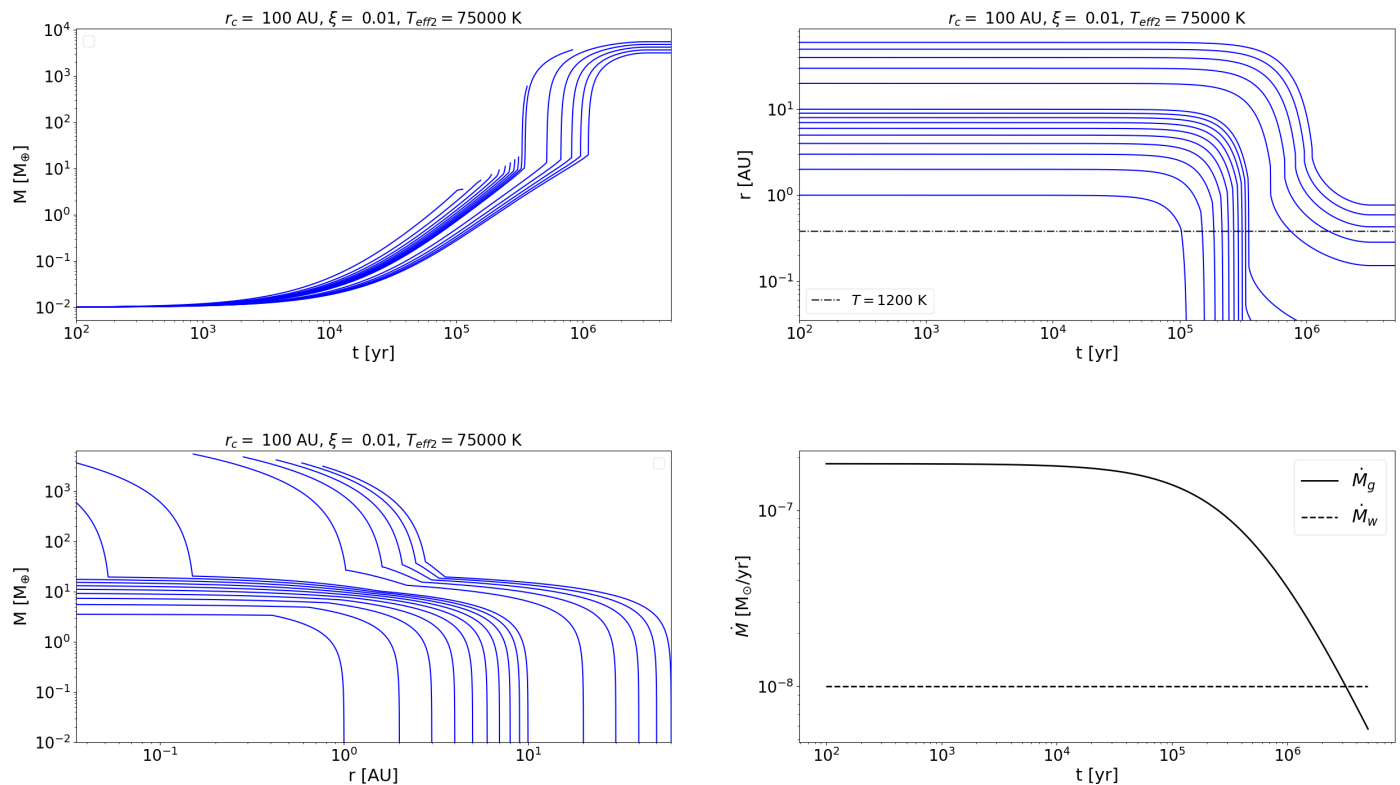 r_c = 100 AU, ξ = 0.01, T_eff2 = 75000 K
M [M⊕]
10^4
10^3
10^2
10^1
10^0
10^−1
10^−2
10^2 10^3 10^4 10^5 10^6
t [yr]
r_c = 100 AU, ξ = 0.01, T_eff2 = 75000 K
r [AU]
10^1
10^0
10^−1
T = 1200 K
10^2 10^3 10^4 10^5 10^6
t [yr]
r_c = 100 AU, ξ = 0.01, T_eff2 = 75000 K
M [M⊕]
10^3
10^2
10^1
10^0
10^−1
10^−2
10^−1 10^0 10^1
r [AU]
Ṁ [M⊙/yr]
10^−7
10^−8
Ṁ_g
Ṁ_w
10^2 10^3 10^4 10^5 10^6
t [yr]